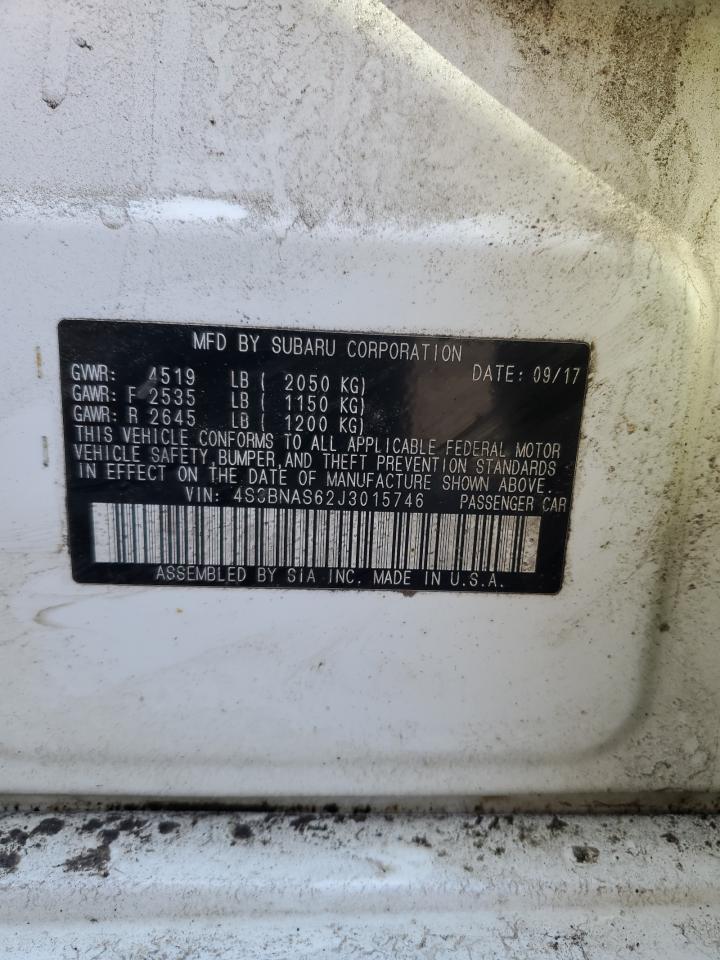 MFD BY SUBARU CORPORATION
GVWR: 4519 LB ( 2050 KG) DATE: 09/17
GAWR: F 2535 LB ( 1150 KG)
GAWR: R 2645 LB ( 1200 KG)
THIS VEHICLE CONFORMS TO ALL APPLICABLE FEDERAL MOTOR
VEHICLE SAFETY, BUMPER, AND THEFT PREVENTION STANDARDS
IN EFFECT ON THE DATE OF MANUFACTURE SHOWN ABOVE.
VIN: 4S3BNAS62J3015746 PASSENGER CAR
ASSEMBLED BY SIA INC. MADE IN U.S.A.